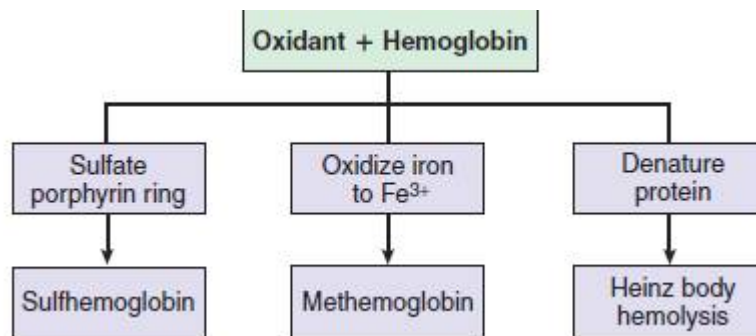 Oxidant + Hemoglobin
Sulfate
porphyrin ring
Oxidize iron
to Fe³⁺
Denature
protein
Sulfhemoglobin
Methemoglobin
Heinz body
hemolysis